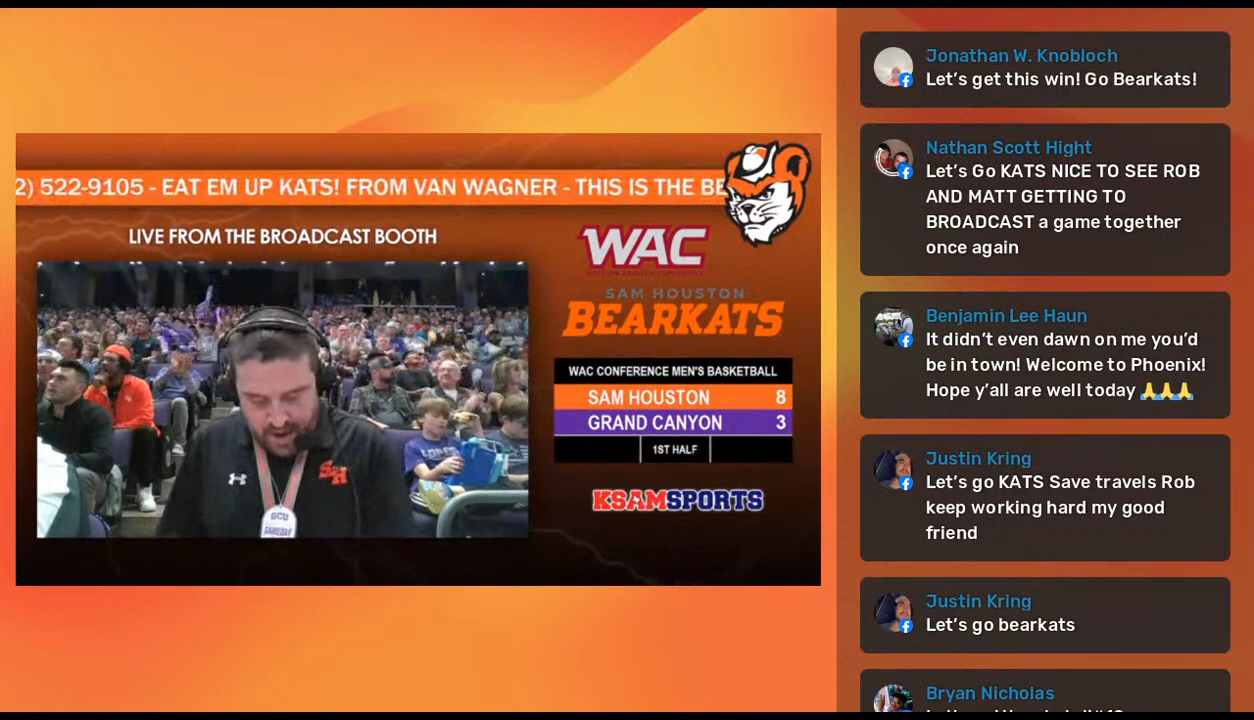 2) 522-9105 - EAT EM UP KATS! FROM VAN WAGNER - THIS IS THE BE
LIVE FROM THE BROADCAST BOOTH
WAC
SAM HOUSTON
BEARKATS
WAC CONFERENCE MEN'S BASKETBALL
SAM HOUSTON 8
GRAND CANYON 3
1ST HALF
KSAMSPORTS
SH
GCU
GAMEDAY
LOPES
Jonathan W. Knobloch
Let's get this win! Go Bearkats!
Nathan Scott Hight
Let's Go KATS NICE TO SEE ROB
AND MATT GETTING TO
BROADCAST a game together
once again
Benjamin Lee Haun
It didn't even dawn on me you'd
be in town! Welcome to Phoenix!
Hope y'all are well today 🙏🙏🙏
Justin Kring
Let's go KATS Save travels Rob
keep working hard my good
friend
Justin Kring
Let's go bearkats
Bryan Nicholas